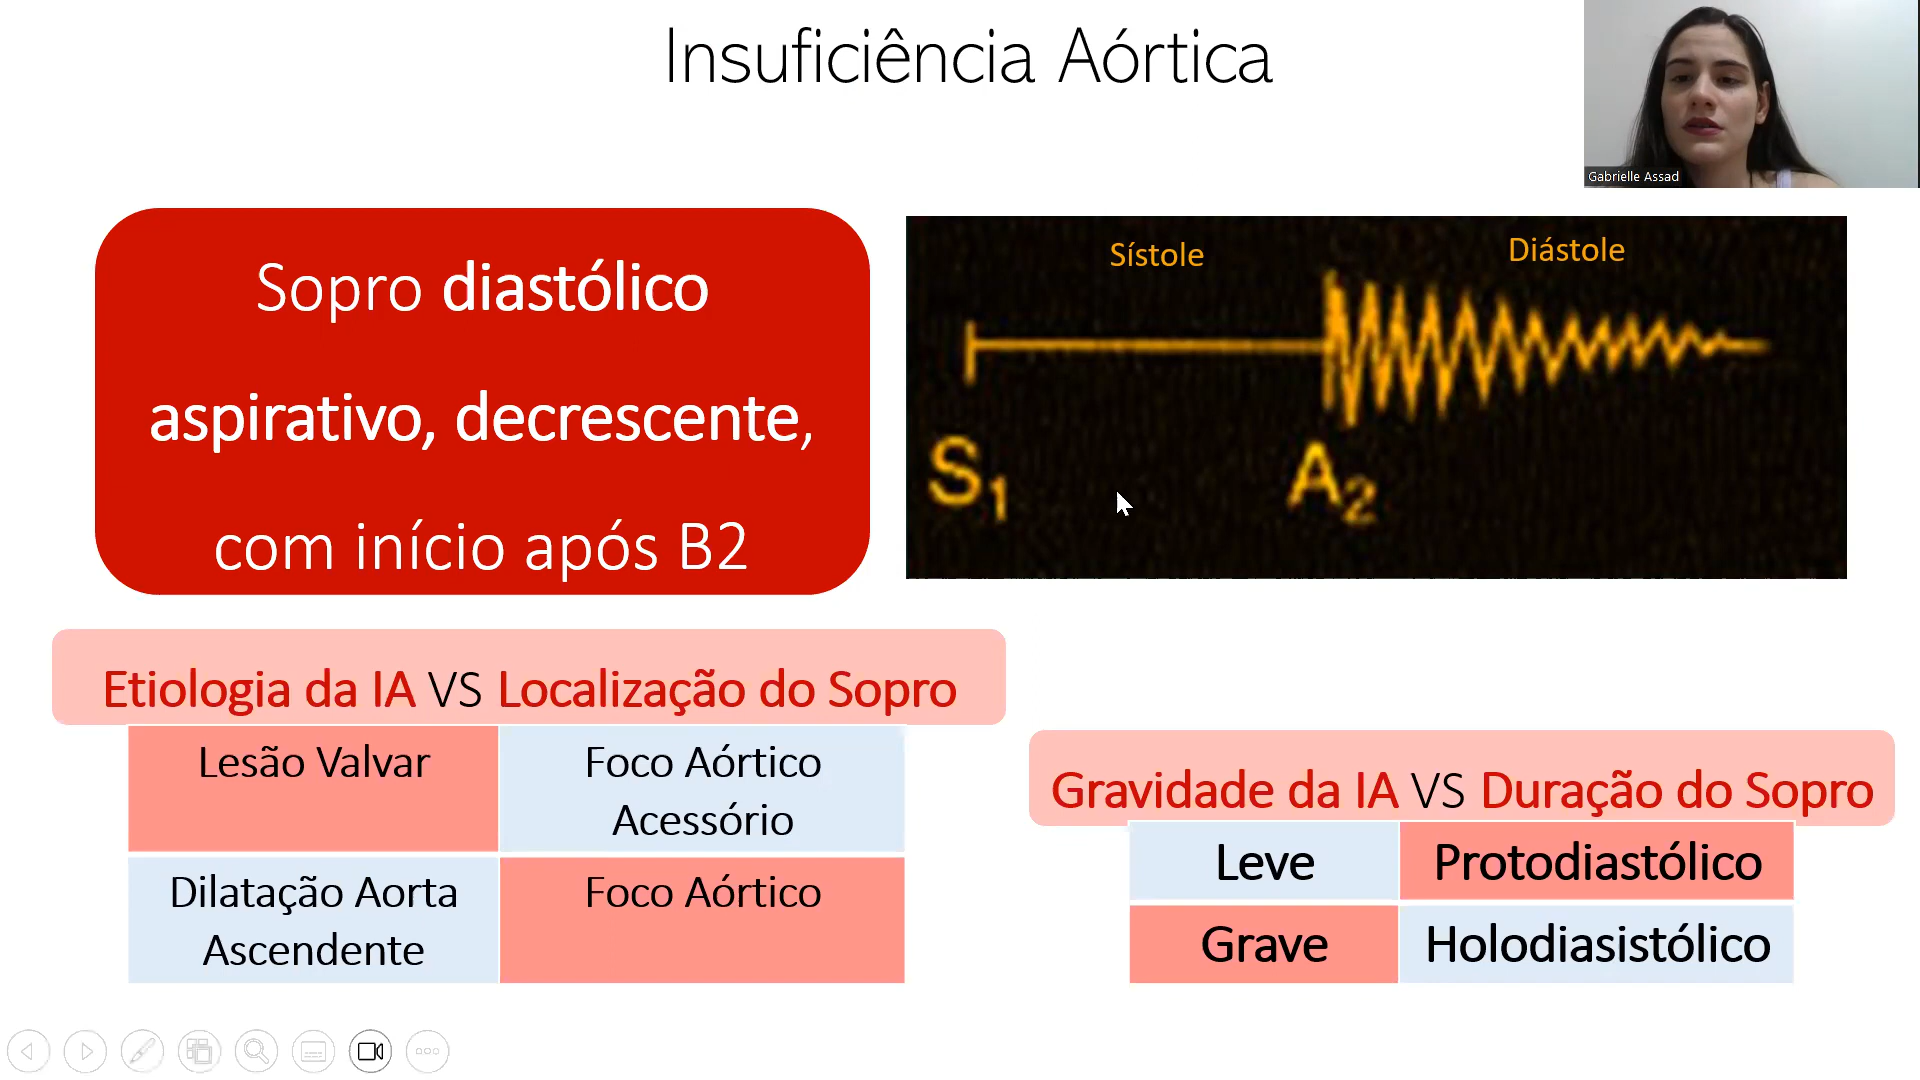 Insuficiência Aórtica
Gabrielle Assad
Sopro diastólico
aspirativo, decrescente,
com início após B2
Sístole
Diástole
S1
A2
Etiologia da IA VS Localização do Sopro
Lesão Valvar
Foco Aórtico
Acessório
Dilatação Aorta
Ascendente
Foco Aórtico
Gravidade da IA VS Duração do Sopro
Leve
Protodiastólico
Grave
Holodiasistólico